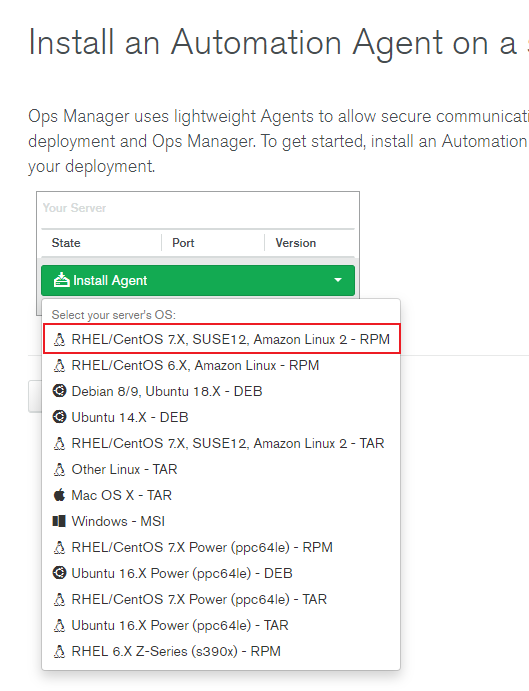 Install an Automation Agent on a
Ops Manager uses lightweight Agents to allow secure
deployment and Ops Manager. To get started, install an Automation
your deployment.
Your Server
State Port Version
Install Agent
Select your server's OS:
RHEL/CentOS 7.X, SUSE12, Amazon Linux 2 - RPM
RHEL/CentOS 6.X, Amazon Linux - RPM
Debian 8/9, Ubuntu 18.X - DEB
Ubuntu 14.X - DEB
RHEL/CentOS 7.X, SUSE12, Amazon Linux 2 - TAR
Other Linux - TAR
Mac OS X - TAR
Windows - MSI
RHEL/CentOS 7.X Power (ppc64le) - RPM
Ubuntu 16.X Power (ppc64le) - DEB
RHEL/CentOS 7.X Power (ppc64le) - TAR
Ubuntu 16.X Power (ppc64le) - TAR
RHEL 6.X Z-Series (s390x) - RPM